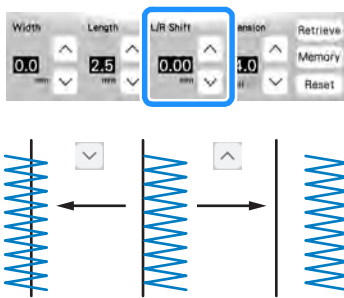 Width Length L/R Shift ension Retrieve
0.0 2.5 0.00 4.0 Memory
mm mm mm
Reset